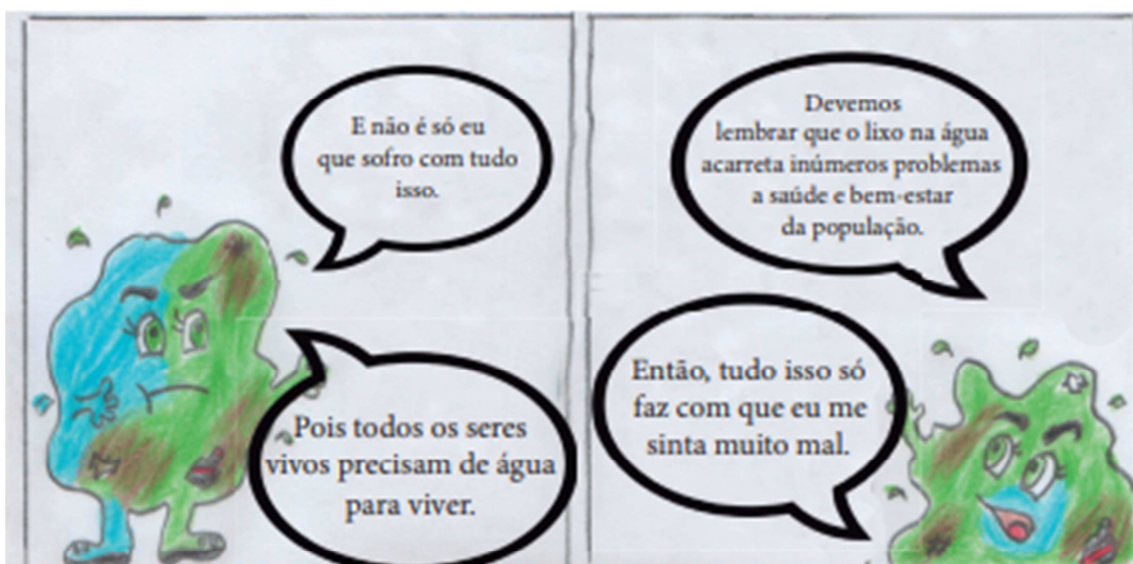 E não é só eu
que sofro com tudo
isso.
Pois todos os seres
vivos precisam de água
para viver.
Devemos
lembrar que o lixo na água
acarreta inúmeros problemas
a saúde e bem-estar
da população.
Então, tudo isso só
faz com que eu me
sinta muito mal.